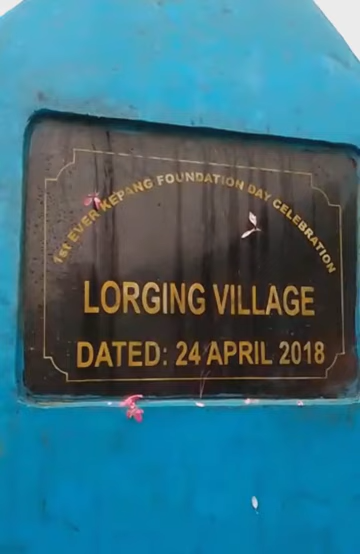 1st EVER KEPANG FOUNDATION DAY CELEBRATION
LORGING VILLAGE
DATED: 24 APRIL 2018